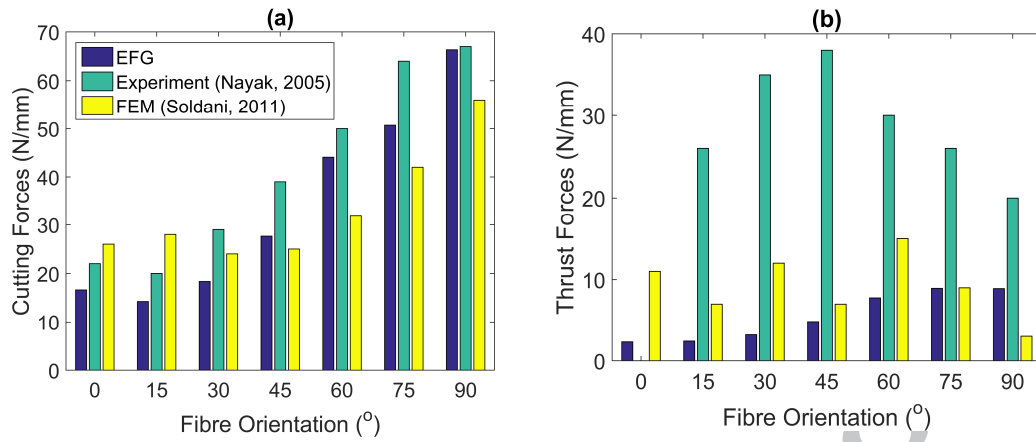 (a)
70
60
50
40
30
20
10
0
Cutting Forces (N/mm)
EFG
Experiment (Nayak, 2005)
FEM (Soldani, 2011)
0 15 30 45 60 75 90
Fibre Orientation (o)
(b)
40
30
20
10
0
Thrust Forces (N/mm)
0 15 30 45 60 75 90
Fibre Orientation (o)